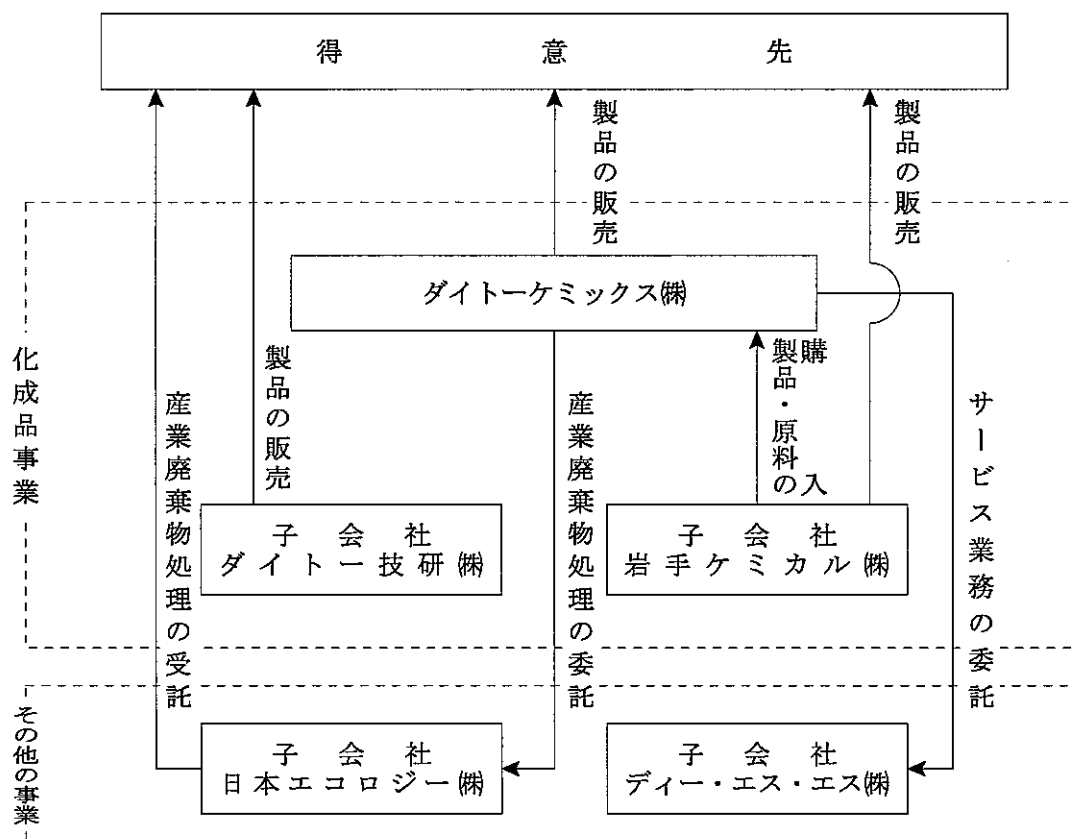 得意先
製品の販売
製品の販売
ダイトーケミックス㈱
化成品事業
産業廃棄物処理の受託
製品の販売
産業廃棄物処理の委託
製品・原料の購入
サービス業務の委託
子会社
ダイトー技研㈱
子会社
岩手ケミカル㈱
その他の事業
子会社
日本エコロジー㈱
子会社
ディー・エス・エス㈱